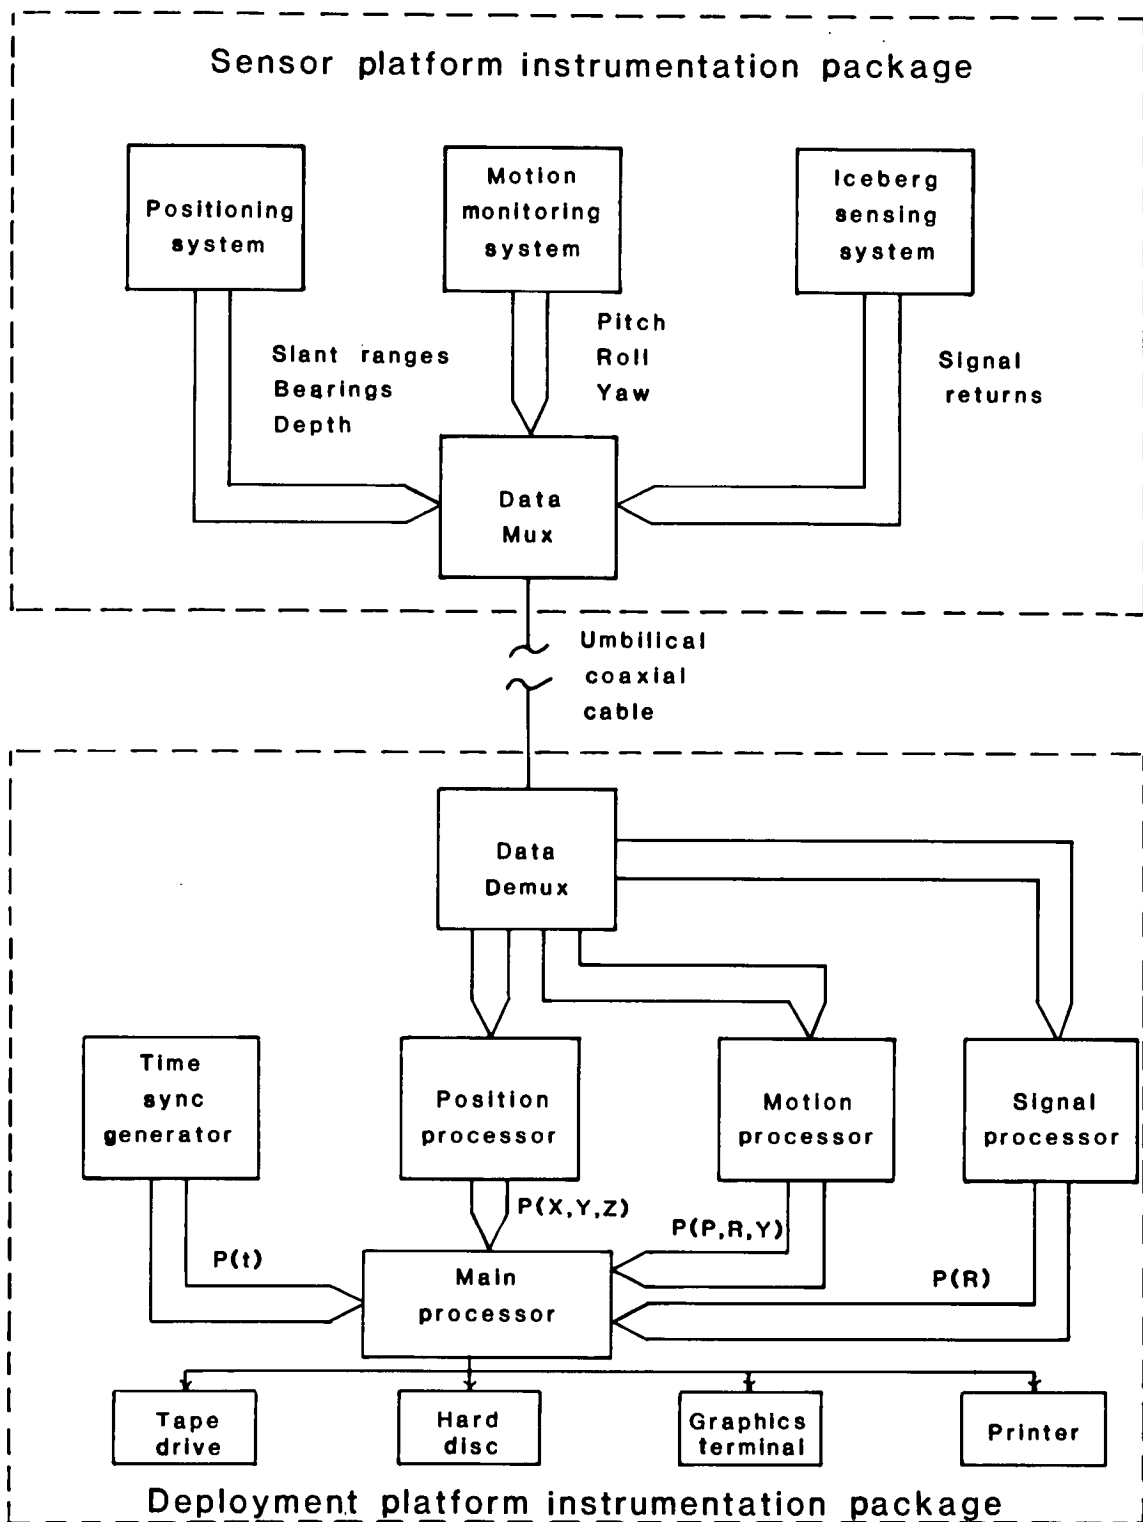 Sensor platform instrumentation package
Positioning
system
Motion
monitoring
system
Iceberg
sensing
system
Slant ranges
Bearings
Depth
Pitch
Roll
Yaw
Signal
returns
Data
Mux
Umbilical
coaxial
cable
Data
Demux
Time
sync
generator
Position
processor
Motion
processor
Signal
processor
P(t)
P(X,Y,Z)
P(P,R,Y)
P(R)
Main
processor
Tape
drive
Hard
disc
Graphics
terminal
Printer
Deployment platform instrumentation package